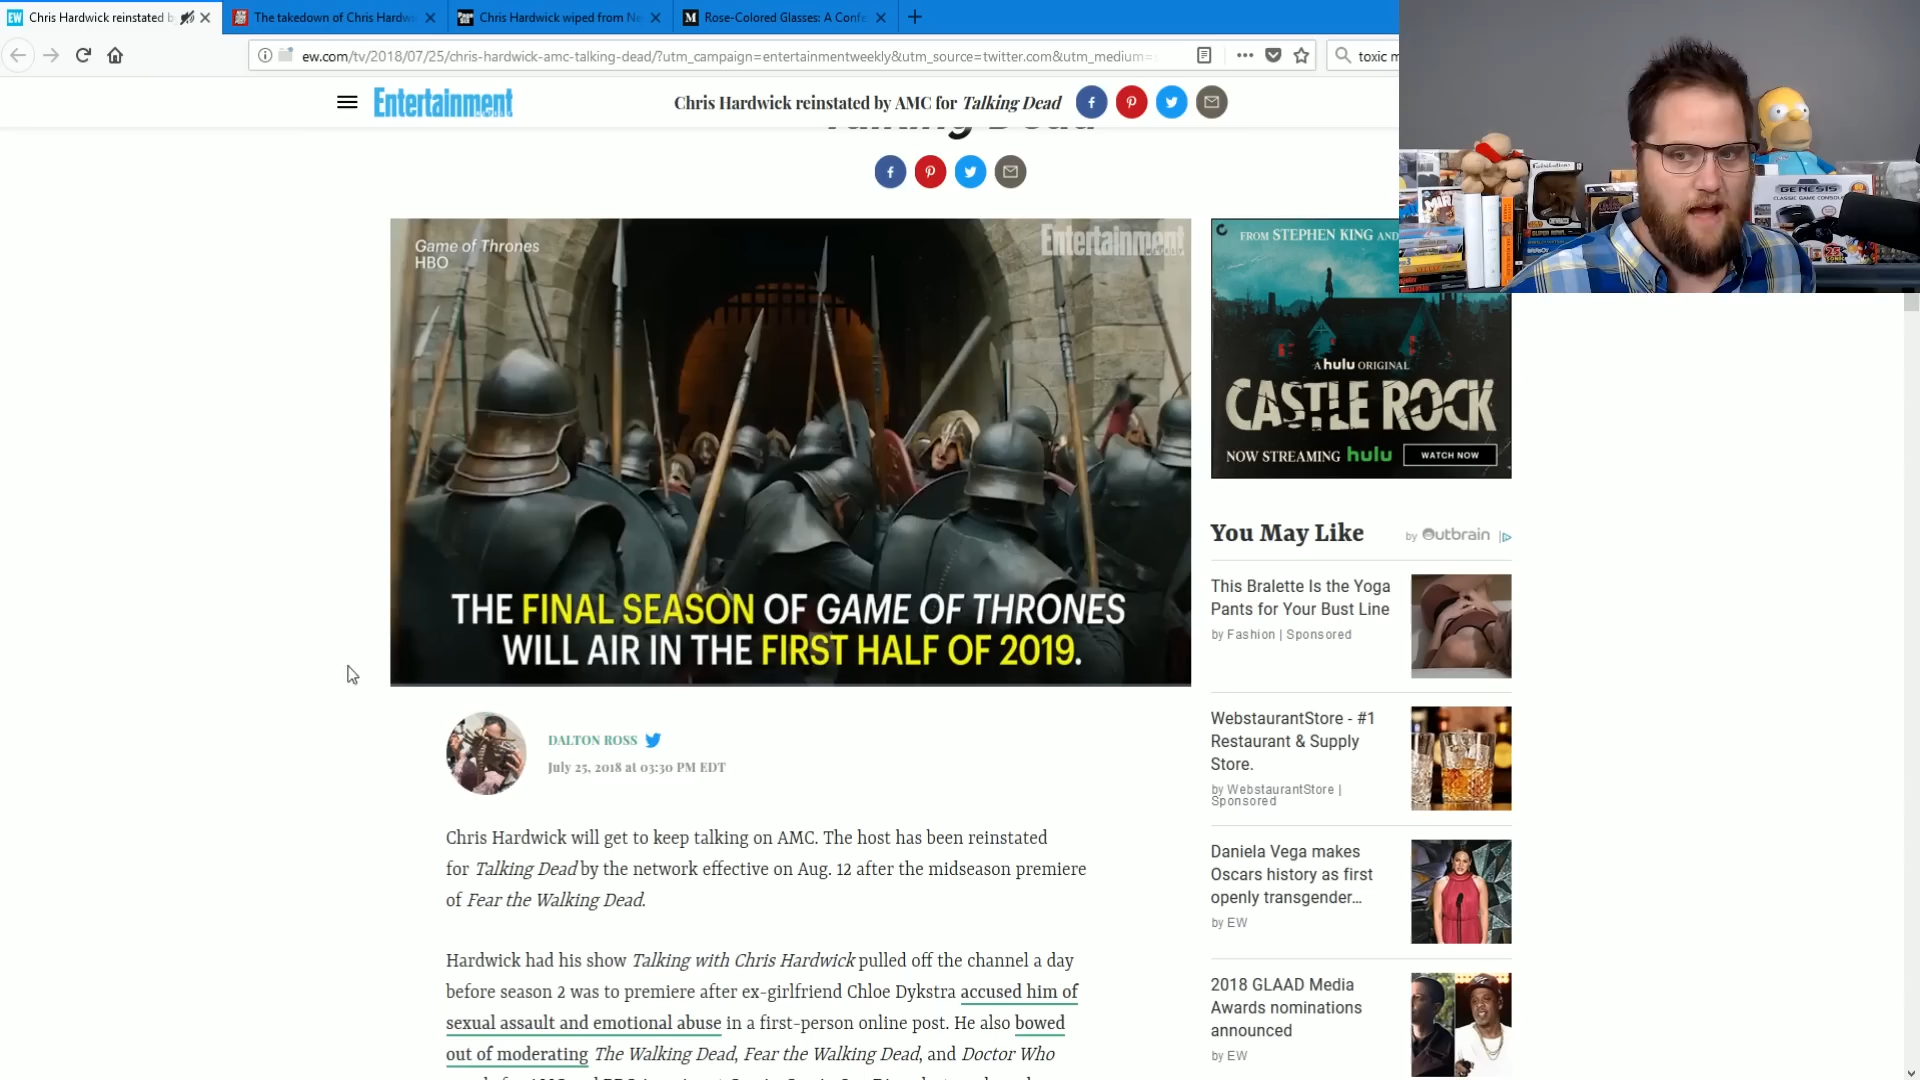 Chris Hardwick reinstated b
The takedown of Chris Hardw
Chris Hardwick wiped from Ne
Rose-Colored Glasses: A Confe
ew.com/tv/2018/07/25/chris-hardwick-amc-talking-dead/?utm_campaign=entertainmentweekly&utm_source=twitter.com&utm_medium=
toxic m
Entertainment
Chris Hardwick reinstated by AMC for Talking Dead
Talking Dead
Game of Thrones
HBO
Entertainment
THE FINAL SEASON OF GAME OF THRONES
WILL AIR IN THE FIRST HALF OF 2019.
DALTON ROSS
July 25, 2018 at 03:30 PM EDT
Chris Hardwick will get to keep talking on AMC. The host has been reinstated
for Talking Dead by the network effective on Aug. 12 after the midseason premiere
of Fear the Walking Dead.
Hardwick had his show Talking with Chris Hardwick pulled off the channel a day
before season 2 was to premiere after ex-girlfriend Chloe Dykstra accused him of
sexual assault and emotional abuse in a first-person online post. He also bowed
out of moderating The Walking Dead, Fear the Walking Dead, and Doctor Who
FROM STEPHEN KING AND
A hulu ORIGINAL
CASTLE ROCK
NOW STREAMING hulu
WATCH NOW
You May Like
by Outbrain
This Bralette Is the Yoga
Pants for Your Bust Line
by Fashion | Sponsored
WebstaurantStore - #1
Restaurant & Supply
Store.
by WebstaurantStore |
Sponsored
Daniela Vega makes
Oscars history as first
openly transgender...
by EW
2018 GLAAD Media
Awards nominations
announced
by EW
GENESIS
CLASSIC GAME CONSOLE